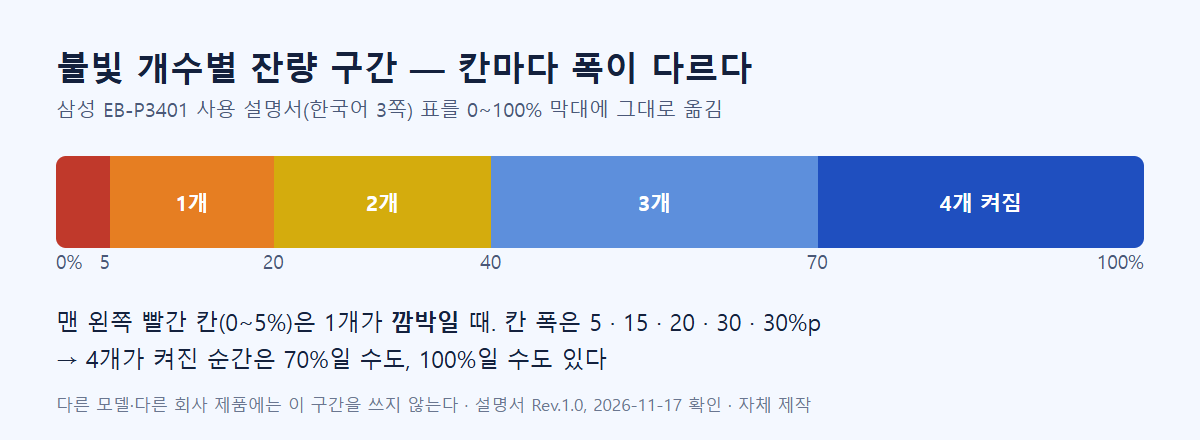 불빛 개수별 잔량 구간 — 칸마다 폭이 다르다
삼성 EB-P3401 사용 설명서(한국어 3쪽) 표를 0~100% 막대에 그대로 옮김
1개 2개 3개 4개 켜짐
0% 5 20 40 70 100%
맨 왼쪽 빨간 칸(0~5%)은 1개가 깜박일 때. 칸 폭은 5 · 15 · 20 · 30 · 30%p
→ 4개가 켜진 순간은 70%일 수도, 100%일 수도 있다
다른 모델·다른 회사 제품에는 이 구간을 쓰지 않는다 · 설명서 Rev.1.0, 2026-11-17 확인 · 자체 제작